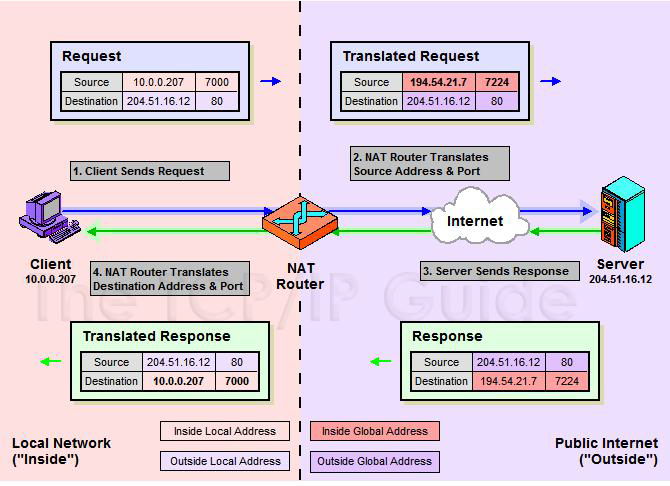 Request
Source 10.0.0.207 7000
Destination 204.51.16.12 80
Translated Request
Source 194.54.21.7 7224
Destination 204.51.16.12 80
1. Client Sends Request
2. NAT Router Translates
Source Address & Port
Internet
Client
10.0.0.207
NAT
Router
Server
204.51.16.12
4. NAT Router Translates
Destination Address & Port
3. Server Sends Response
The TCP/IP Guide
Translated Response
Source 204.51.16.12 80
Destination 10.0.0.207 7000
Response
Source 204.51.16.12 80
Destination 194.54.21.7 7224
Local Network
("Inside")
Inside Local Address
Inside Global Address
Outside Local Address
Outside Global Address
Public Internet
("Outside")